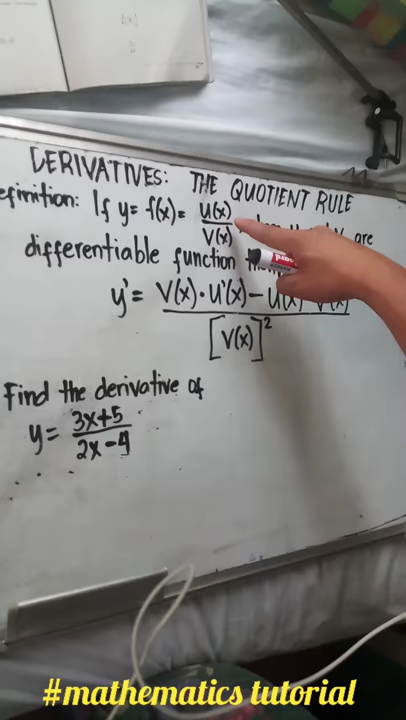 DERIVATIVES: THE QUOTIENT RULE
efinition: If y= f(x)= u(x)/v(x) are
differentiable function
y'= V(x)·U'(x)-U(x) V'(x)/[V(x)]²
Find the derivative of
y= 3x+5/2x-4
#mathematics tutorial